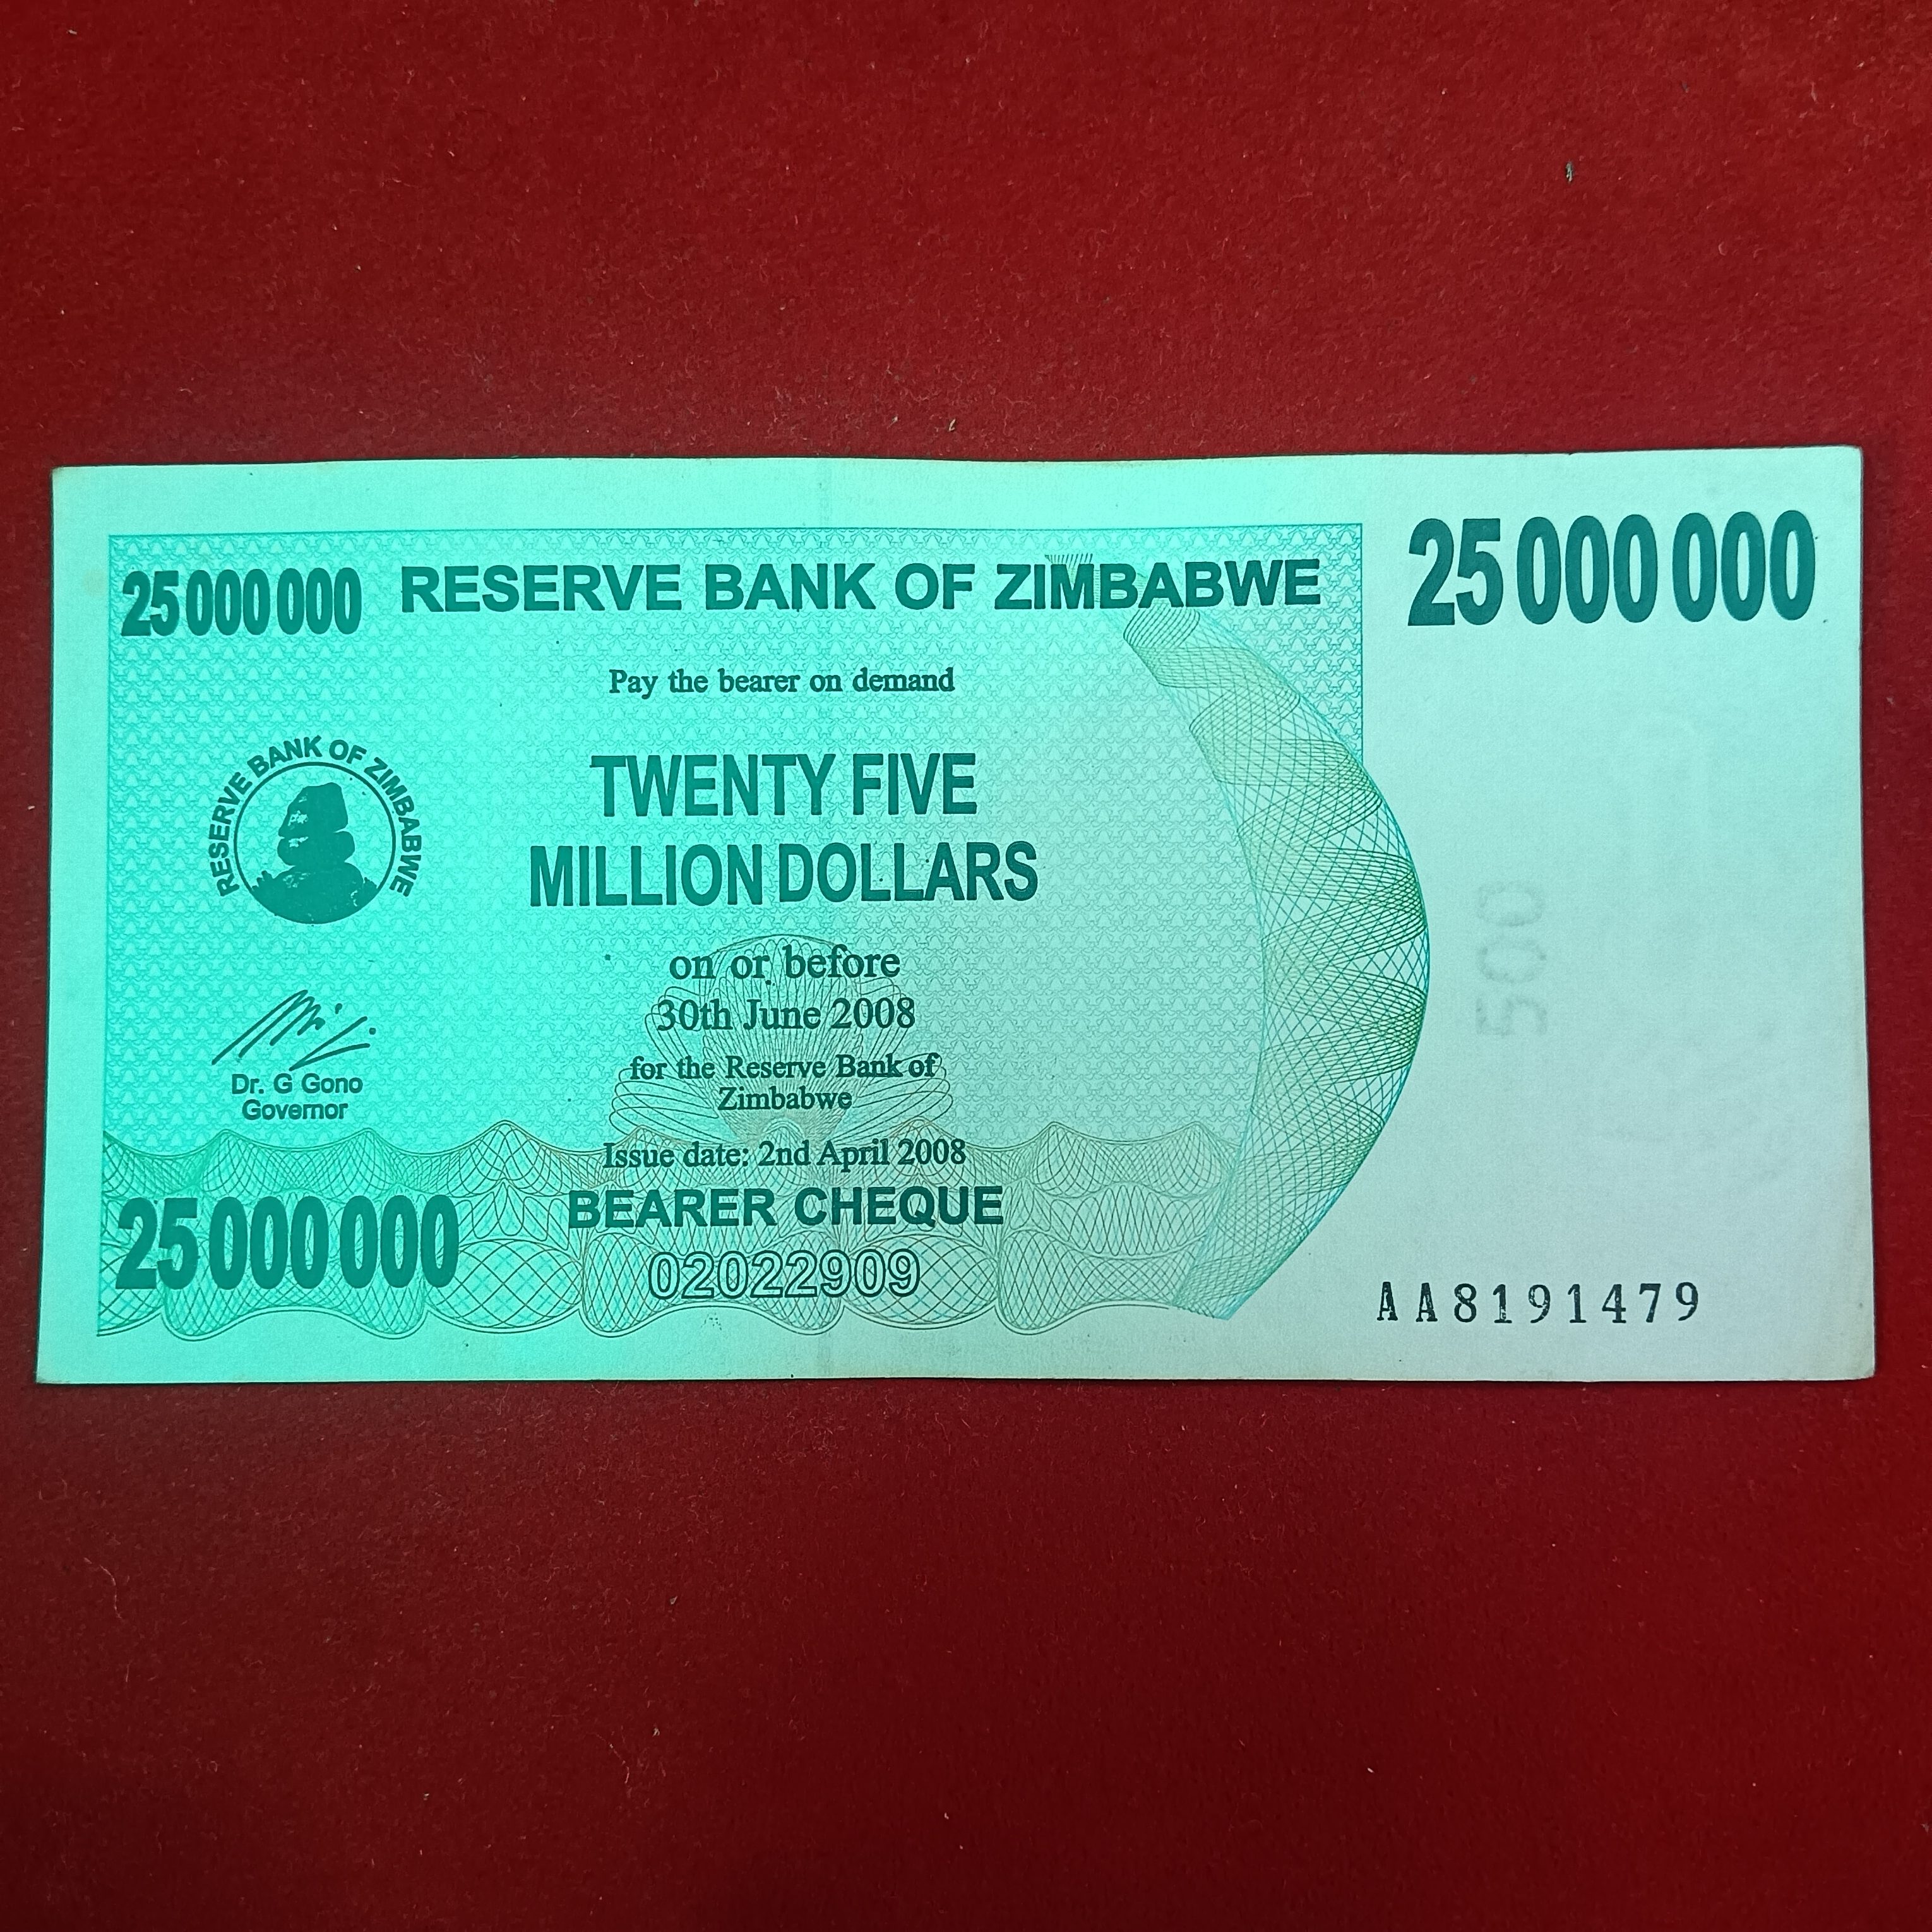 25 000 000 RESERVE BANK OF ZIMBABWE 25 000 000
Pay the bearer on demand
RESERVE BANK OF ZIMBABWE
TWENTY FIVE
MILLION DOLLARS
on or before
30th June 2008
for the Reserve Bank of
Zimbabwe
500
Dr. G Gono
Governor
Issue date: 2nd April 2008
BEARER CHEQUE
25 000 000
02022909
AA8191479